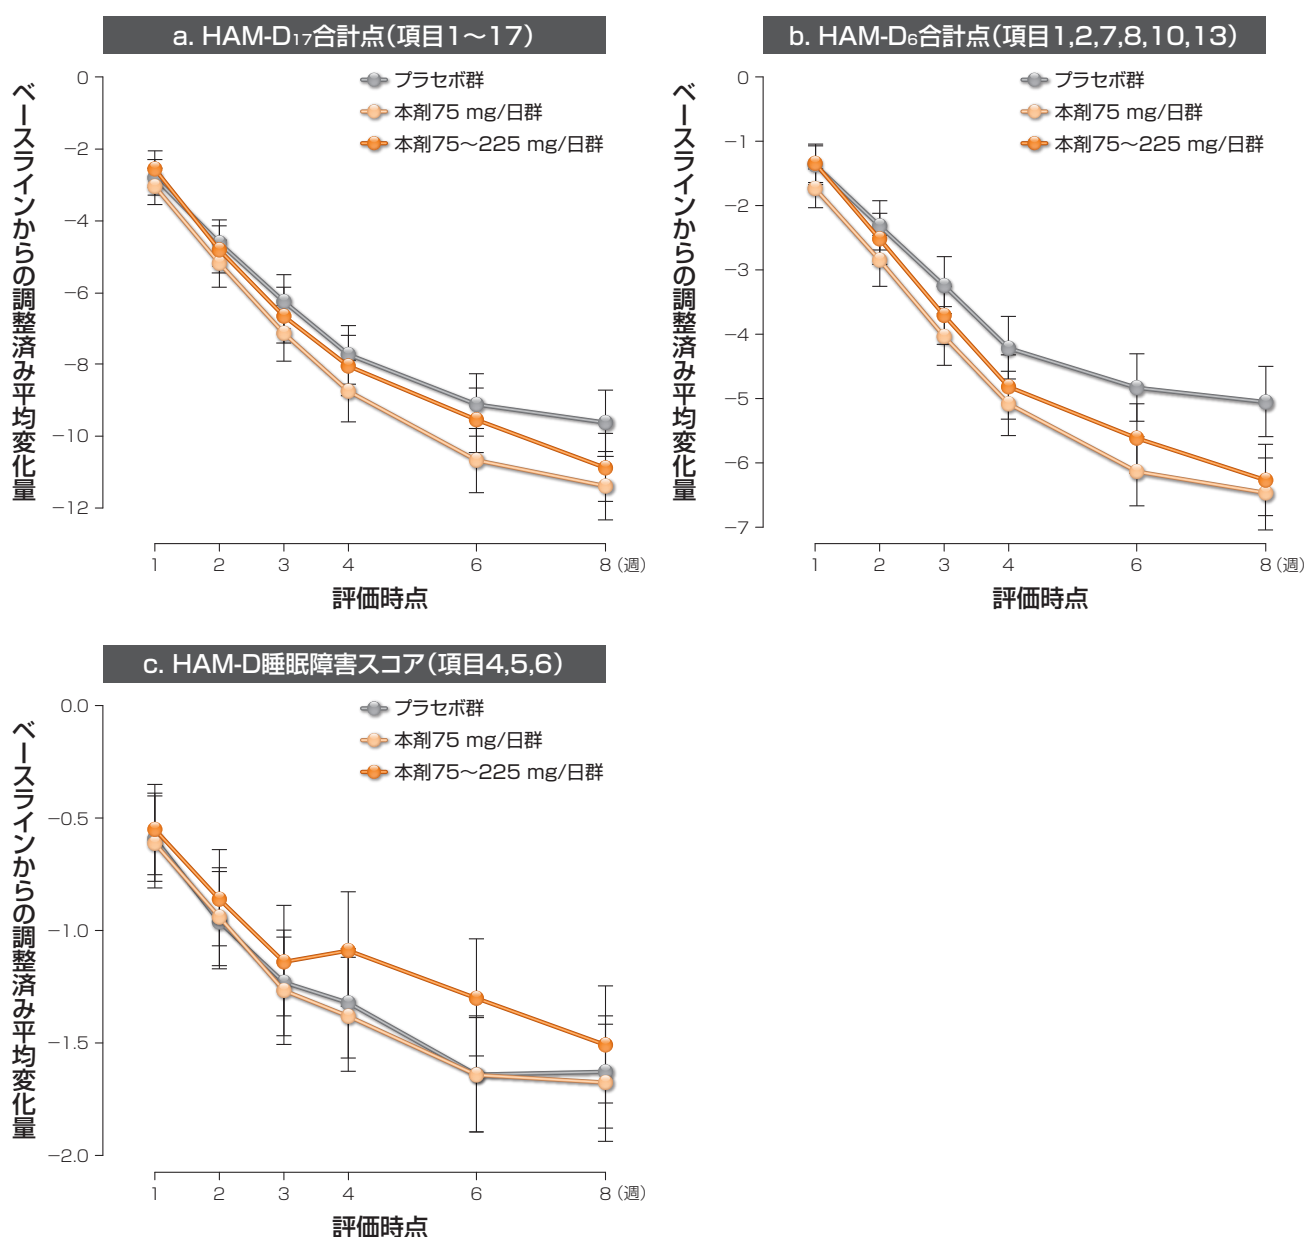 a. HAM-D₁₇合計点（項目1〜17）
ベースラインからの調整済み平均変化量
0
−2
−4
−6
−8
−10
−12
プラセボ群
本剤75 mg/日群
本剤75〜225 mg/日群
1 2 3 4 6 8（週）
評価時点
b. HAM-D₆合計点（項目1,2,7,8,10,13）
ベースラインからの調整済み平均変化量
0
−1
−2
−3
−4
−5
−6
−7
プラセボ群
本剤75 mg/日群
本剤75〜225 mg/日群
1 2 3 4 6 8（週）
評価時点
c. HAM-D睡眠障害スコア（項目4,5,6）
ベースラインからの調整済み平均変化量
0.0
−0.5
−1.0
−1.5
−2.0
プラセボ群
本剤75 mg/日群
本剤75〜225 mg/日群
1 2 3 4 6 8（週）
評価時点